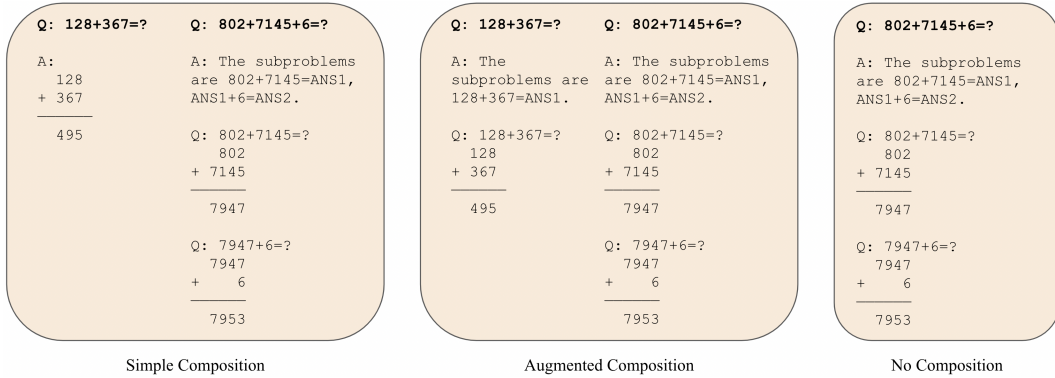 Q: 128+367=?
A:
128
+ 367
495
Q: 802+7145+6=?
A: The subproblems
are 802+7145=ANS1,
ANS1+6=ANS2.
Q: 802+7145=?
802
+ 7145
7947
Q: 7947+6=?
7947
+ 6
7953
Simple Composition
A: The
subproblems are
128+367=ANS1.
Q: 128+367=?
128
+ 367
495
Q: 802+7145+6=?
A: The subproblems
are 802+7145=ANS1,
ANS1+6=ANS2.
Q: 802+7145=?
802
+ 7145
7947
Q: 7947+6=?
7947
+ 6
7953
Augmented Composition
Q: 802+7145+6=?
A: The subproblems
are 802+7145=ANS1,
ANS1+6=ANS2.
Q: 802+7145=?
802
+ 7145
7947
Q: 7947+6=?
7947
+ 6
7953
No Composition